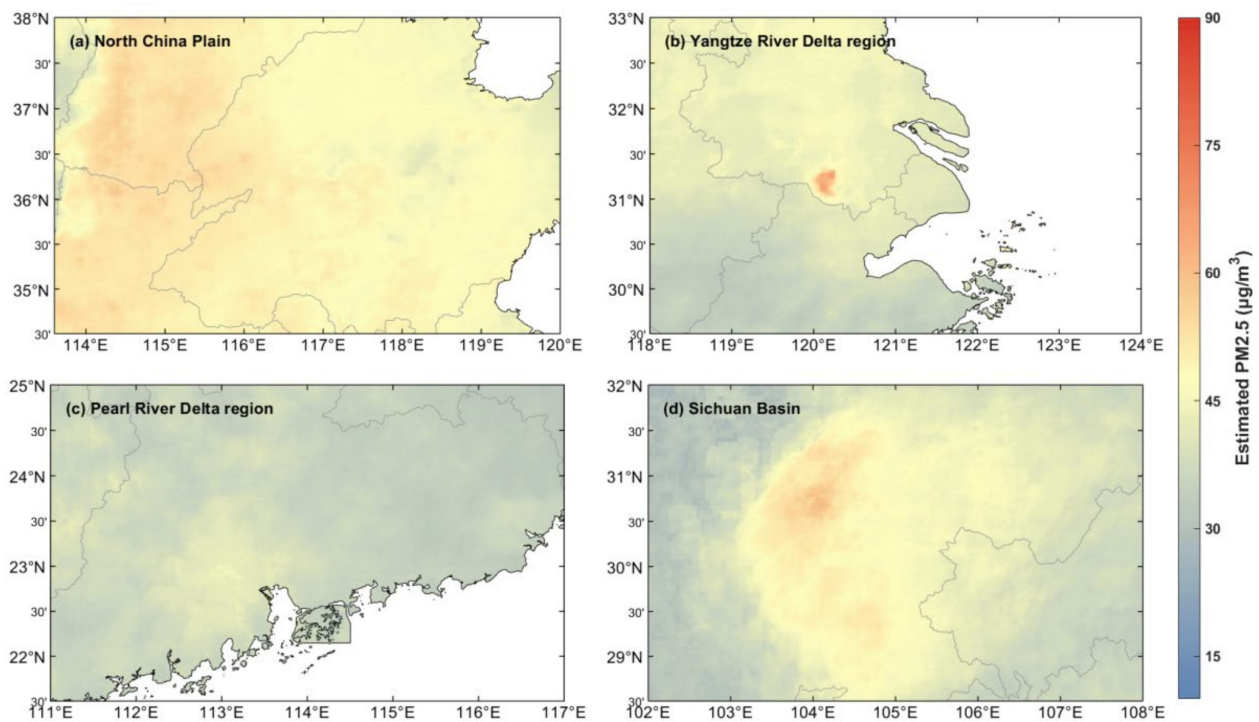 38°N
(a) North China Plain
30'
37°N
30'
36°N
30'
35°N
30'
114°E 115°E 116°E 117°E 118°E 119°E 120°E
33°N
(b) Yangtze River Delta region
30'
32°N
30'
31°N
30'
30°N
30'
118°E 119°E 120°E 121°E 122°E 123°E 124°E
25°N
(c) Pearl River Delta region
30'
24°N
30'
23°N
30'
22°N
30'
111°E 112°E 113°E 114°E 115°E 116°E 117°E
32°N
(d) Sichuan Basin
30'
31°N
30'
30°N
30'
29°N
30'
102°E 103°E 104°E 105°E 106°E 107°E 108°E
90
75
60
45
30
15
Estimated PM2.5 (μg/m³)